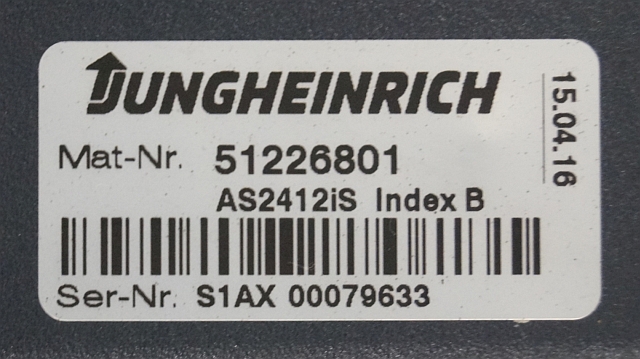 JUNGHEINRICH
Mat-Nr. 51226801
AS2412iS Index B
Ser-Nr. S1AX 00079633
15.04.16